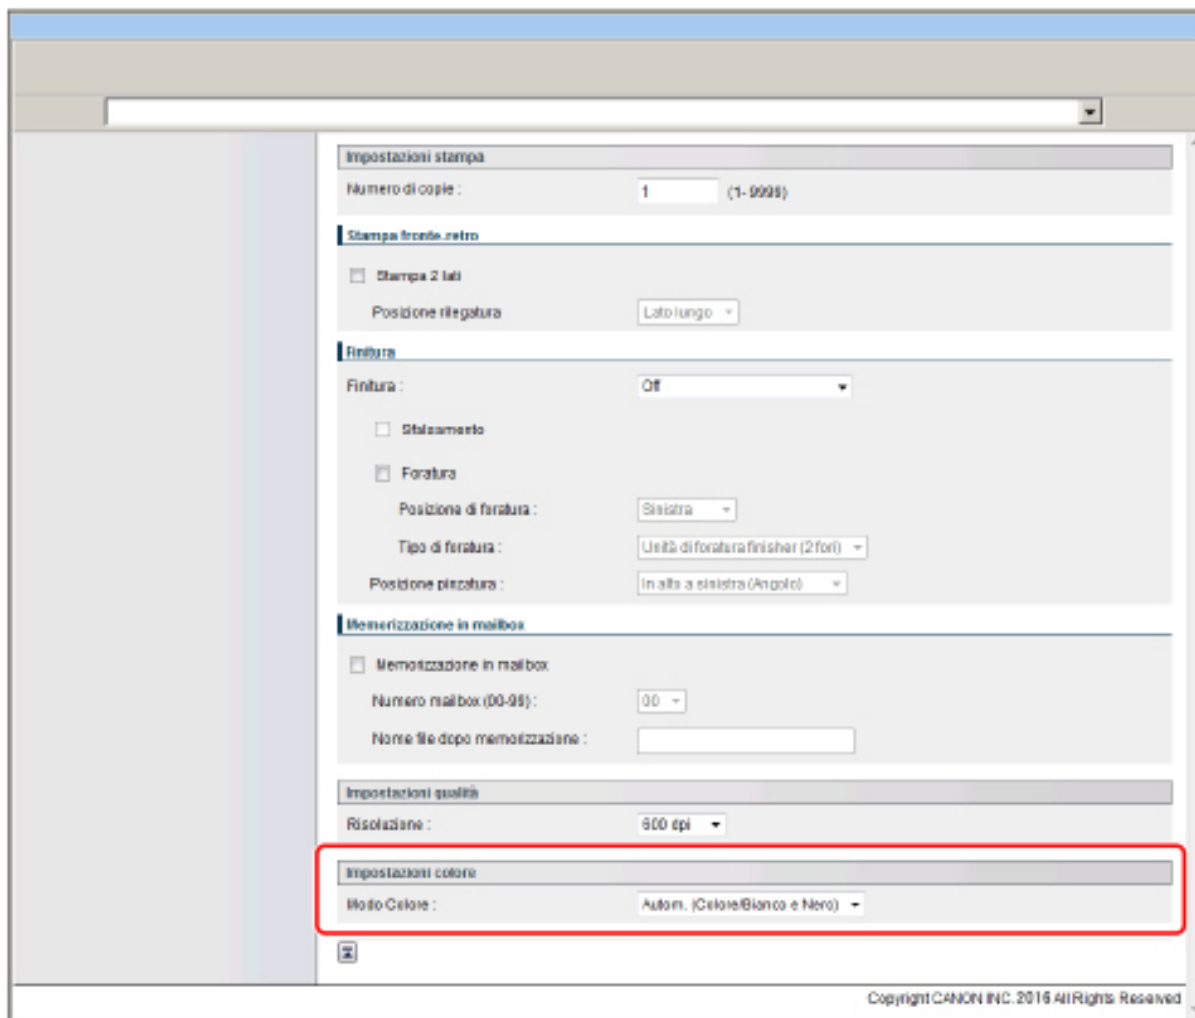 Impostazioni stampa
Numero di copie : 1 (1- 9999)
Stampa fronte-retro
Stampa 2 lati
Posizione rilegatura Lato lungo
Finitura
Finitura : Off
Sfalsamento
Foratura
Posizione di foratura : Sinistra
Tipo di foratura : Unità di foratura finisher (2 fori)
Posizione pinzatura : In alto a sinistra (Angolo)
Memorizzazione in mailbox
Memorizzazione in mailbox
Numero mailbox (00-99) : 00
Nome file dopo memorizzazione :
Impostazioni qualità
Risoluzione : 600 dpi
Impostazioni colore
Modo Colore : Autom. (Colore/Bianco e Nero)
Copyright CANON INC. 2016 All Rights Reserved